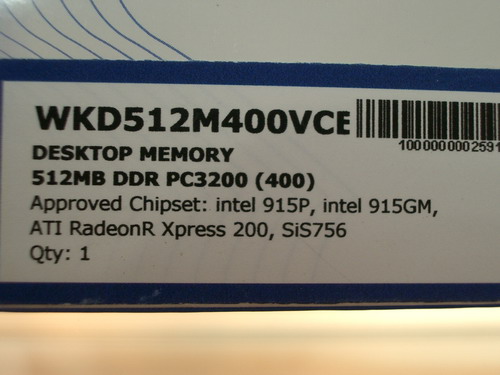 WKD512M400VCE
1000000002591
DESKTOP MEMORY
512MB DDR PC3200 (400)
Approved Chipset: intel 915P, intel 915GM,
ATI RadeonR Xpress 200, SiS756
Qty: 1